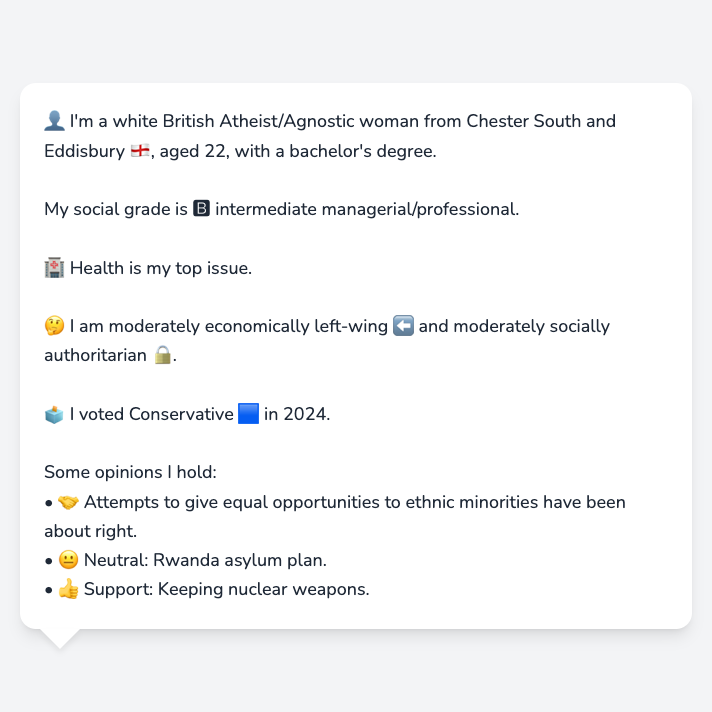 👤 I'm a white British Atheist/Agnostic woman from Chester South and
Eddisbury 🏴󠁧󠁢󠁥󠁮󠁧󠁿, aged 22, with a bachelor's degree.
My social grade is 🅱 intermediate managerial/professional.
🏥 Health is my top issue.
🤔 I am moderately economically left-wing ⬅️ and moderately socially
authoritarian 🔒.
🗳️ I voted Conservative 🟦 in 2024.
Some opinions I hold:
• 🤝 Attempts to give equal opportunities to ethnic minorities have been
about right.
• 😐 Neutral: Rwanda asylum plan.
• 👍 Support: Keeping nuclear weapons.